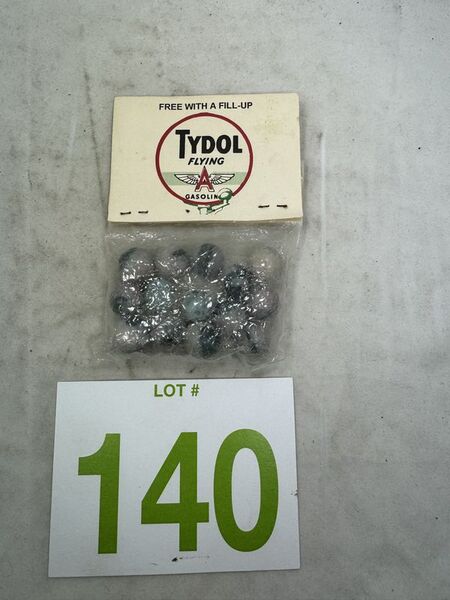 FREE WITH A FILL-UP
TYDOL
FLYING
A
GASOLINE
LOT #
140